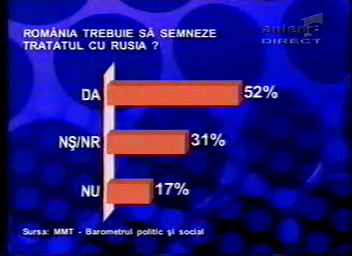 ROMÂNIA TREBUIE SĂ SEMNEZE
TRATATUL CU RUSIA ?
antena 1
DIRECT
DA 52%
NŞ/NR 31%
NU 17%
Sursa: MMT - Barometrul politic şi social